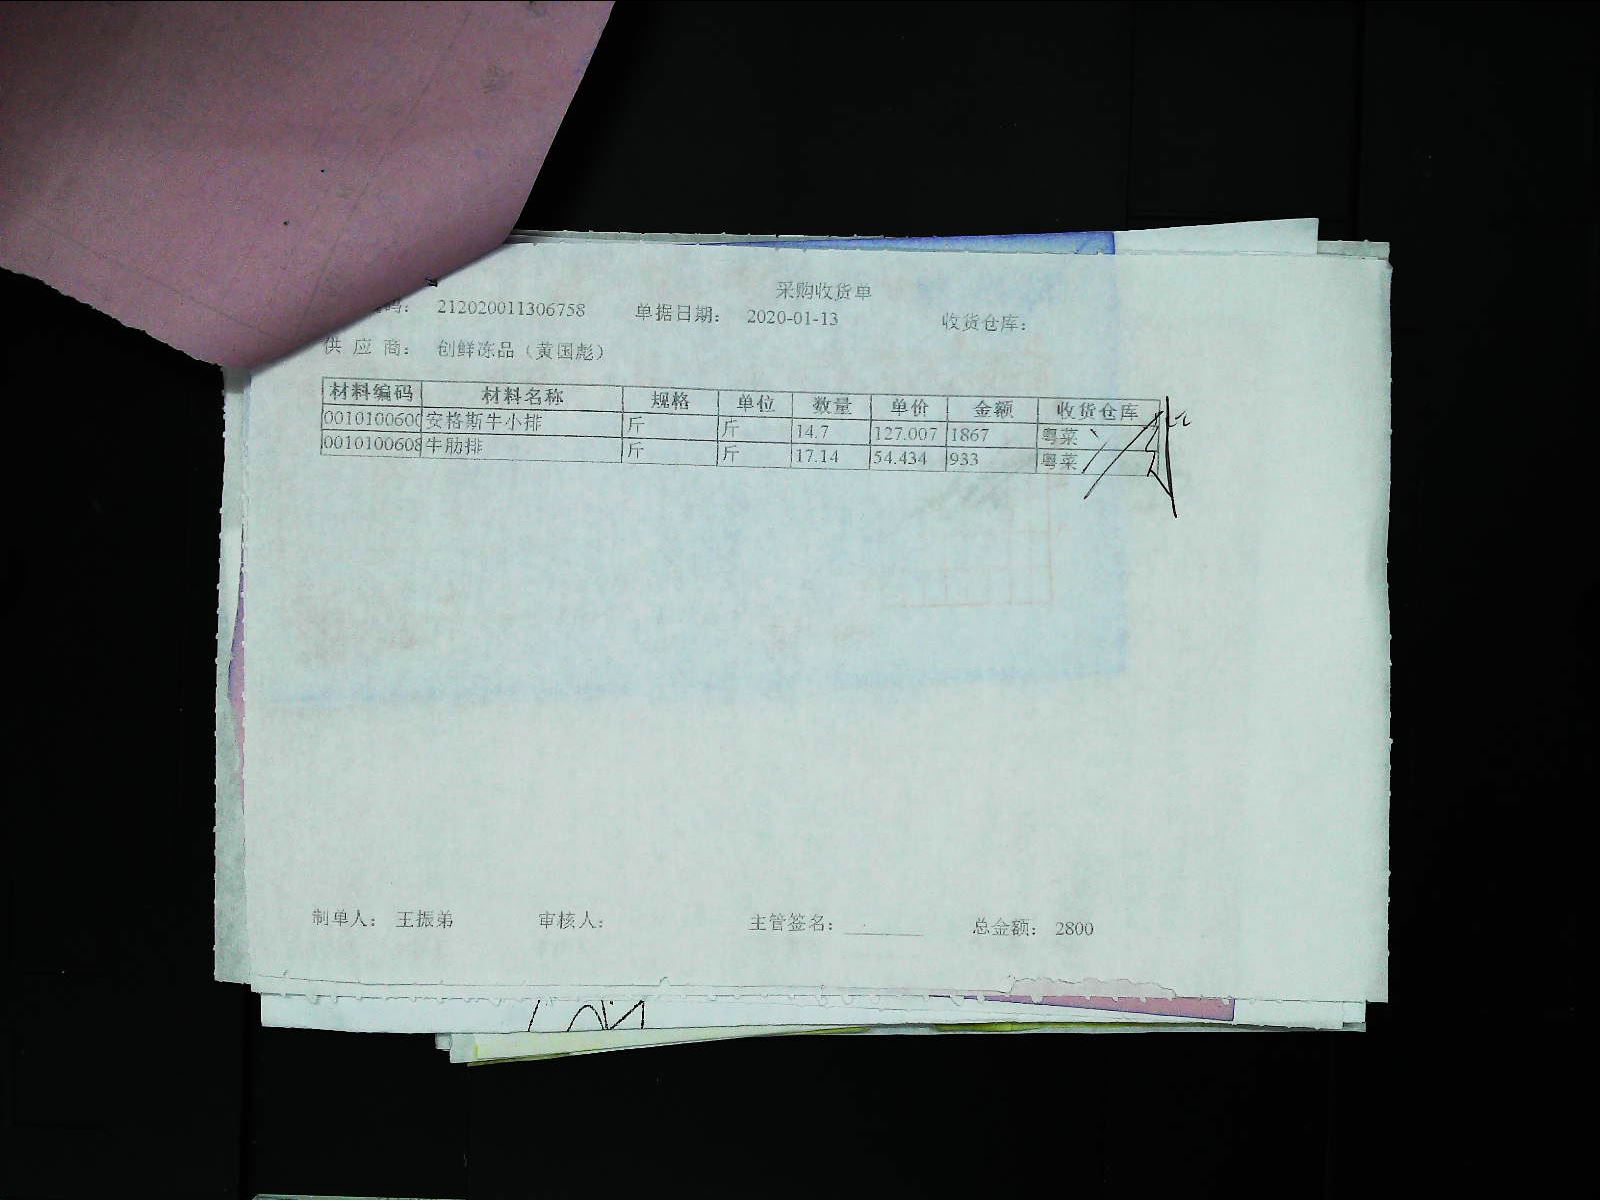 采购收货单
码： 212020011306758 单据日期： 2020-01-13 收货仓库：
供 应 商： 创鲜冻品（黄国彪）
材料编码 材料名称 规格 单位 数量 单价 金额 收货仓库
0010100600 安格斯牛小排 斤 斤 14.7 127.007 1867 粤菜
0010100608 牛肋排 斤 斤 17.14 54.434 933 粤菜
制单人： 王振弟 审核人： 主管签名： 总金额： 2800